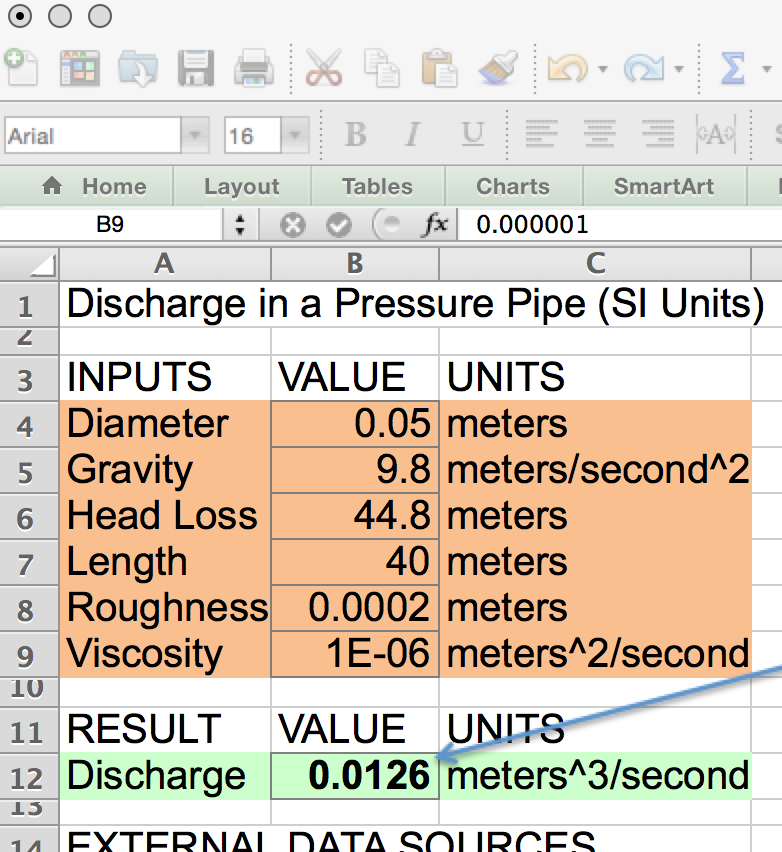 Arial 16 B I U A
Home Layout Tables Charts SmartArt
B9 fx 0.000001
A B C
1 Discharge in a Pressure Pipe (SI Units)
2
3 INPUTS VALUE UNITS
4 Diameter 0.05 meters
5 Gravity 9.8 meters/second^2
6 Head Loss 44.8 meters
7 Length 40 meters
8 Roughness 0.0002 meters
9 Viscosity 1E-06 meters^2/second
10
11 RESULT VALUE UNITS
12 Discharge 0.0126 meters^3/second
13
14 EXTERNAL DATA SOURCES